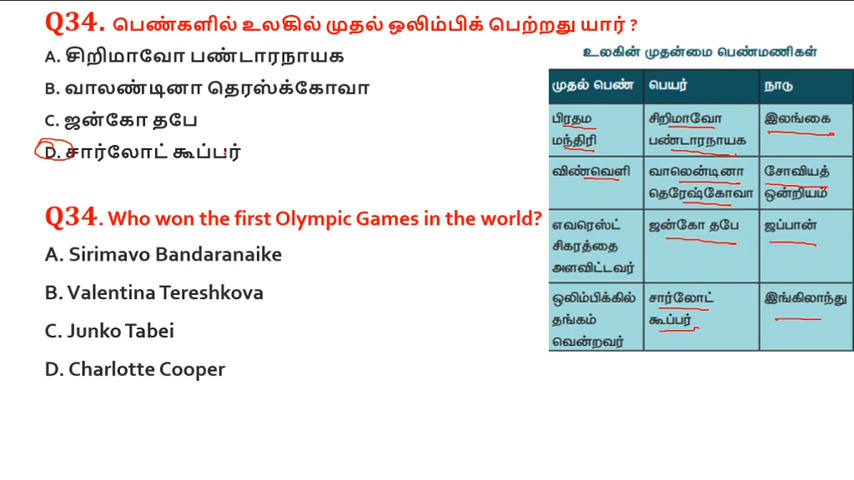 Q34. பெண்களில் உலகில் முதல் ஒலிம்பிக் பெற்றது யார் ?
A. சிறிமாவோ பண்டாரநாயக
B. வாலண்டினா தெரஸ்க்கோவா
C. ஜன்கோ தபே
D. சார்லோட் கூப்பர்
Q34. Who won the first Olympic Games in the world?
A. Sirimavo Bandaranaike
B. Valentina Tereshkova
C. Junko Tabei
D. Charlotte Cooper
உலகின் முதன்மை பெண்மணிகள்
முதல் பெண் பெயர் நாடு
பிரதம சிறிமாவோ இலங்கை
மந்திரி பண்டாரநாயக
விண்வெளி வாலென்டினா சோவியத்
தெரேஷ்கோவா ஒன்றியம்
எவரெஸ்ட் ஜன்கோ தபே ஜப்பான்
சிகரத்தை
அளவிட்டவர்
ஒலிம்பிக்கில் சார்லோட் இங்கிலாந்து
தங்கம் கூப்பர்
வென்றவர்